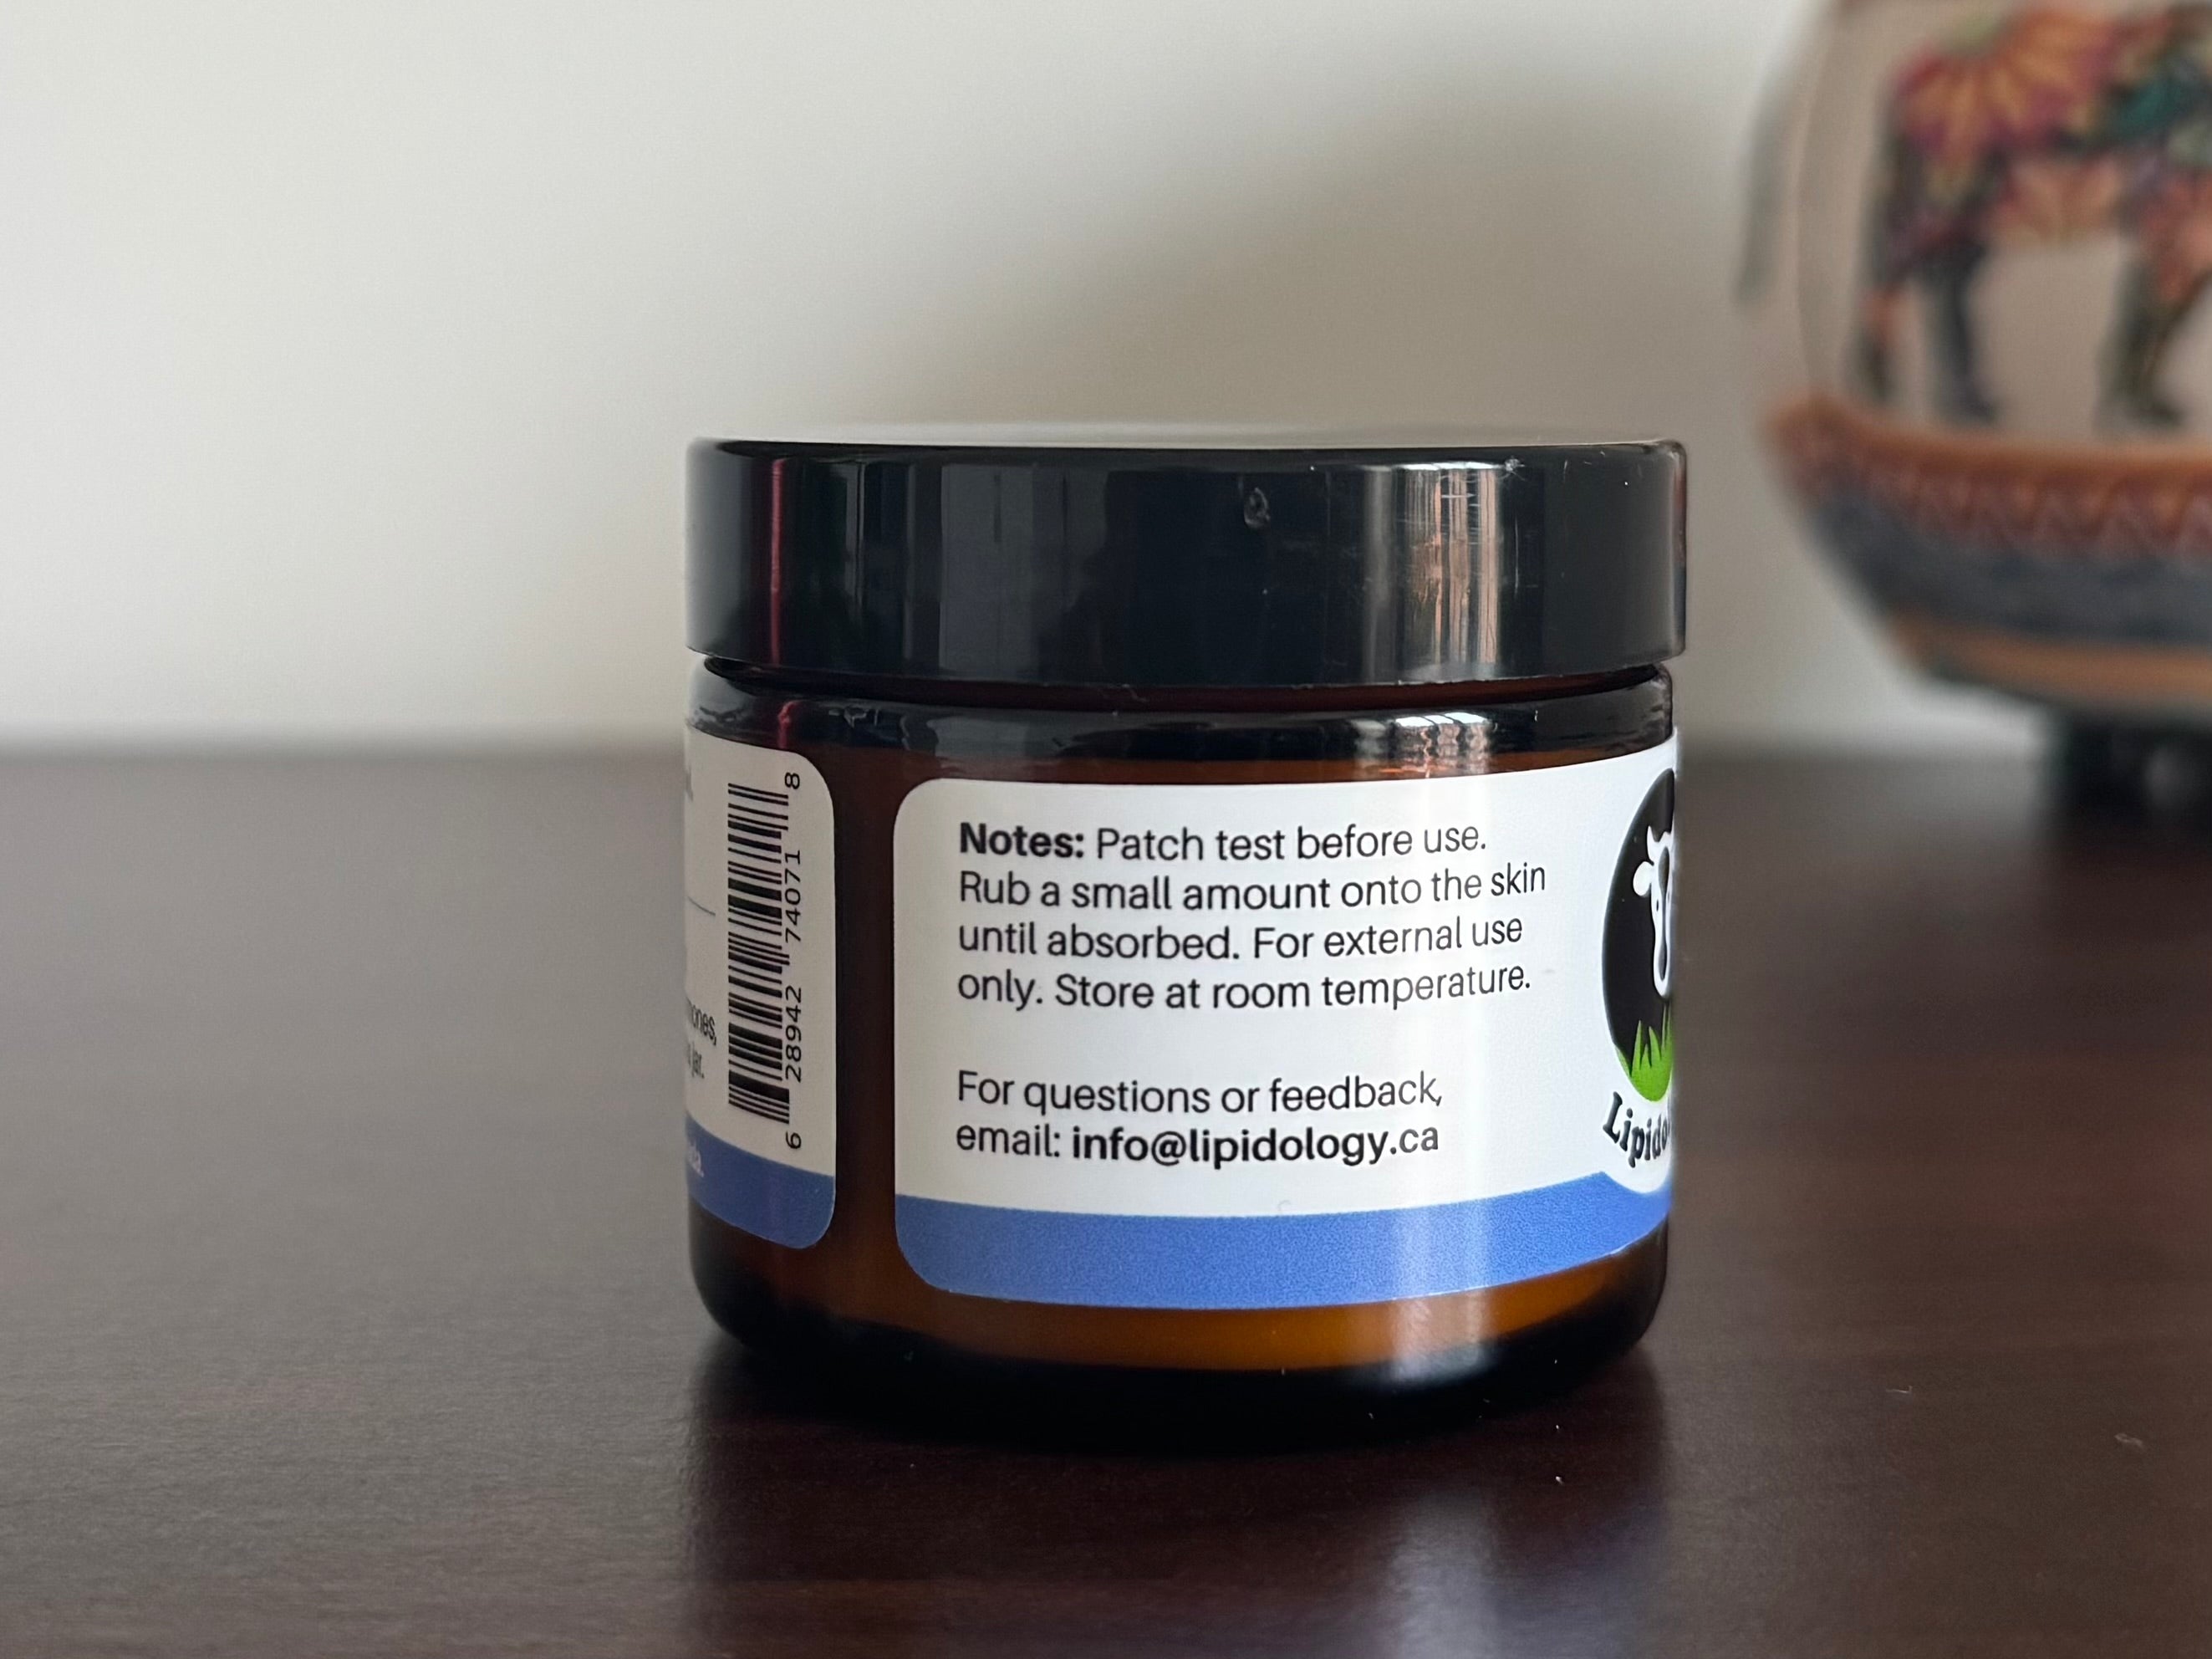 6 28942 74071 8
Notes: Patch test before use.
Rub a small amount onto the skin
until absorbed. For external use
only. Store at room temperature.
For questions or feedback,
email: info@lipidology.ca
jar.